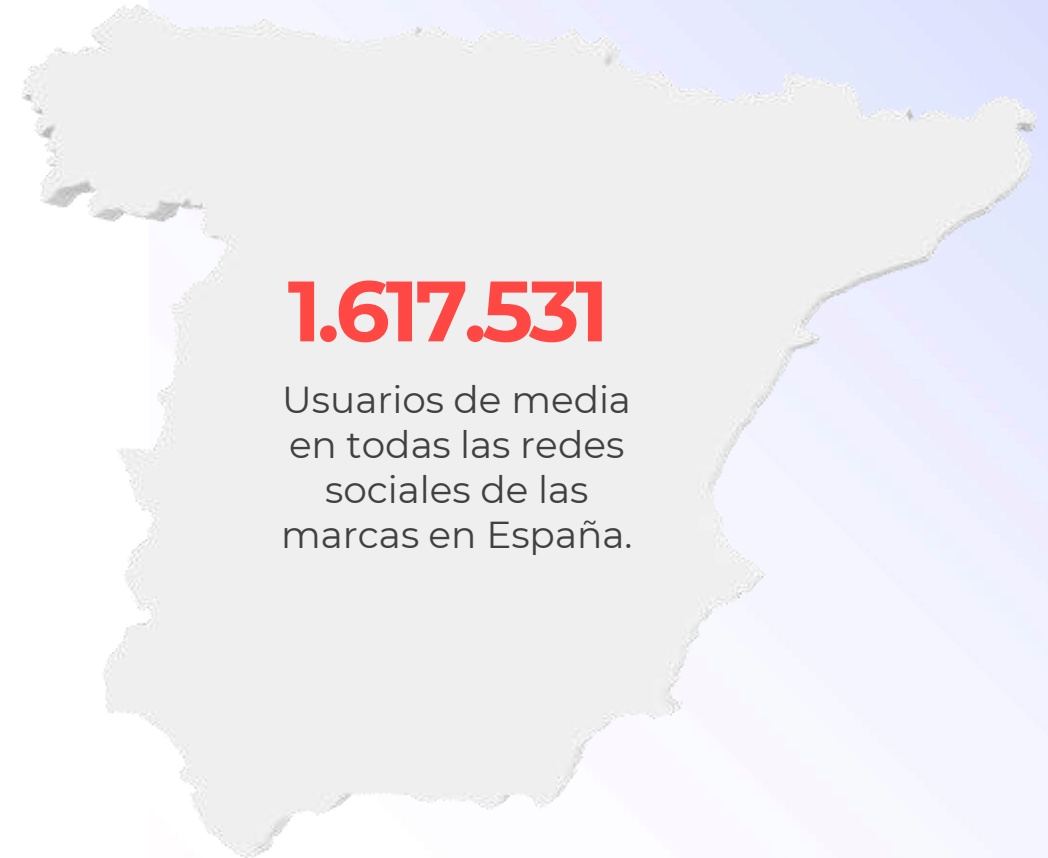 1.617.531
Usuarios de media
en todas las redes
sociales de las
marcas en España.